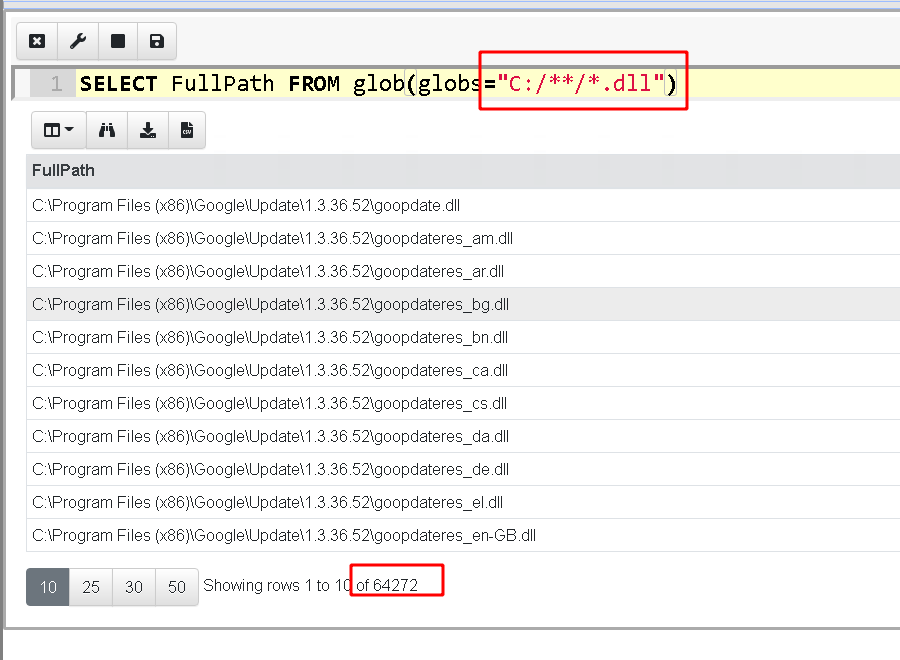 1 SELECT FullPath FROM glob(globs="C:/**/*.dll")
FullPath
C:\Program Files (x86)\Google\Update\1.3.36.52\goopdate.dll
C:\Program Files (x86)\Google\Update\1.3.36.52\goopdateres_am.dll
C:\Program Files (x86)\Google\Update\1.3.36.52\goopdateres_ar.dll
C:\Program Files (x86)\Google\Update\1.3.36.52\goopdateres_bg.dll
C:\Program Files (x86)\Google\Update\1.3.36.52\goopdateres_bn.dll
C:\Program Files (x86)\Google\Update\1.3.36.52\goopdateres_ca.dll
C:\Program Files (x86)\Google\Update\1.3.36.52\goopdateres_cs.dll
C:\Program Files (x86)\Google\Update\1.3.36.52\goopdateres_da.dll
C:\Program Files (x86)\Google\Update\1.3.36.52\goopdateres_de.dll
C:\Program Files (x86)\Google\Update\1.3.36.52\goopdateres_el.dll
C:\Program Files (x86)\Google\Update\1.3.36.52\goopdateres_en-GB.dll
10 25 30 50 Showing rows 1 to 10 of 64272